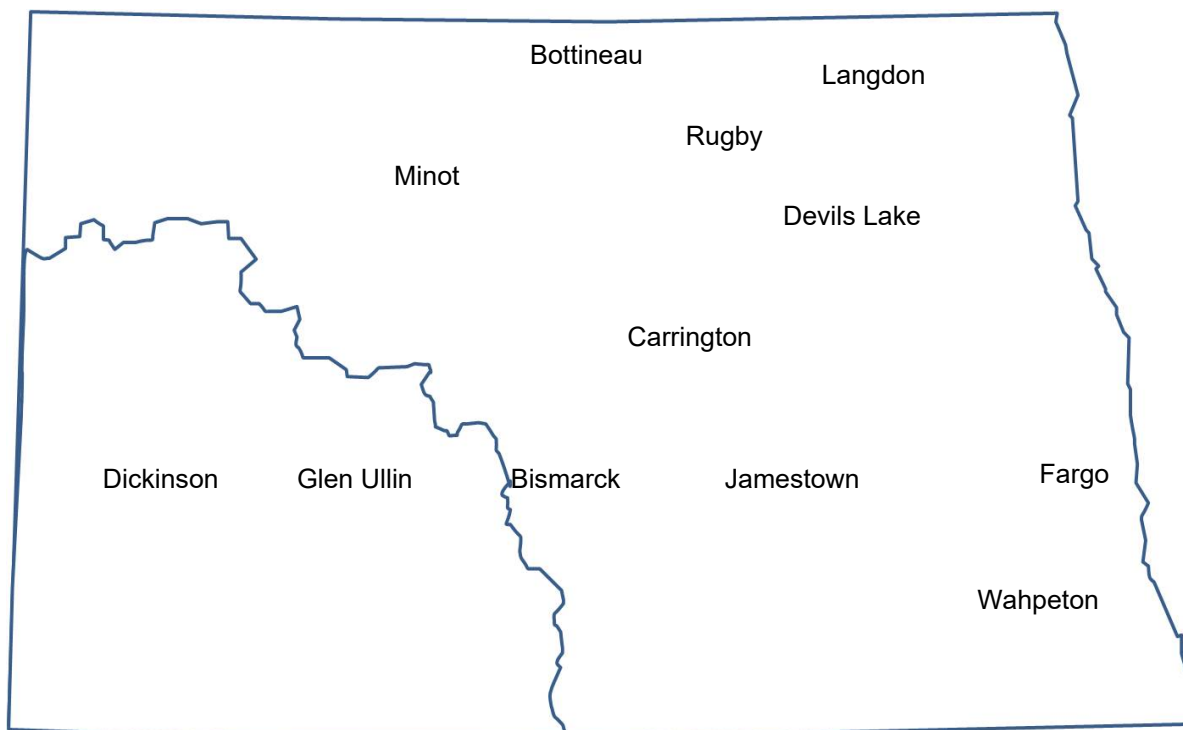 Bottineau
Langdon
Rugby
Minot
Devils Lake
Carrington
Dickinson
Glen Ullin
Bismarck
Jamestown
Fargo
Wahpeton